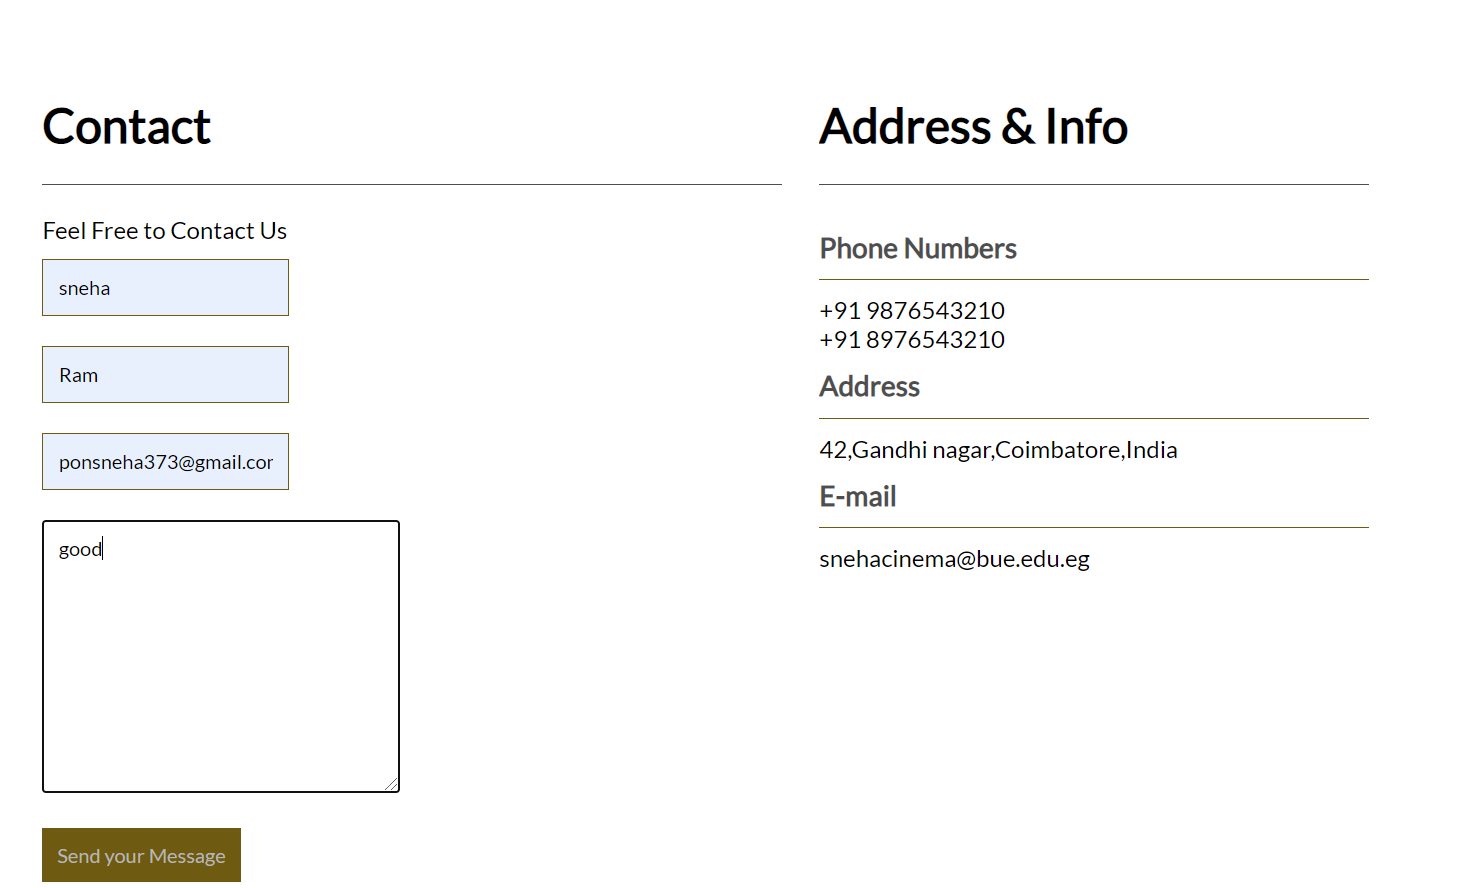 Contact
Feel Free to Contact Us
sneha
Ram
ponsneha373@gmail.cor
good
Send your Message
Address & Info
Phone Numbers
+91 9876543210
+91 8976543210
Address
42,Gandhi nagar,Coimbatore,India
E-mail
snehacinema@bue.edu.eg